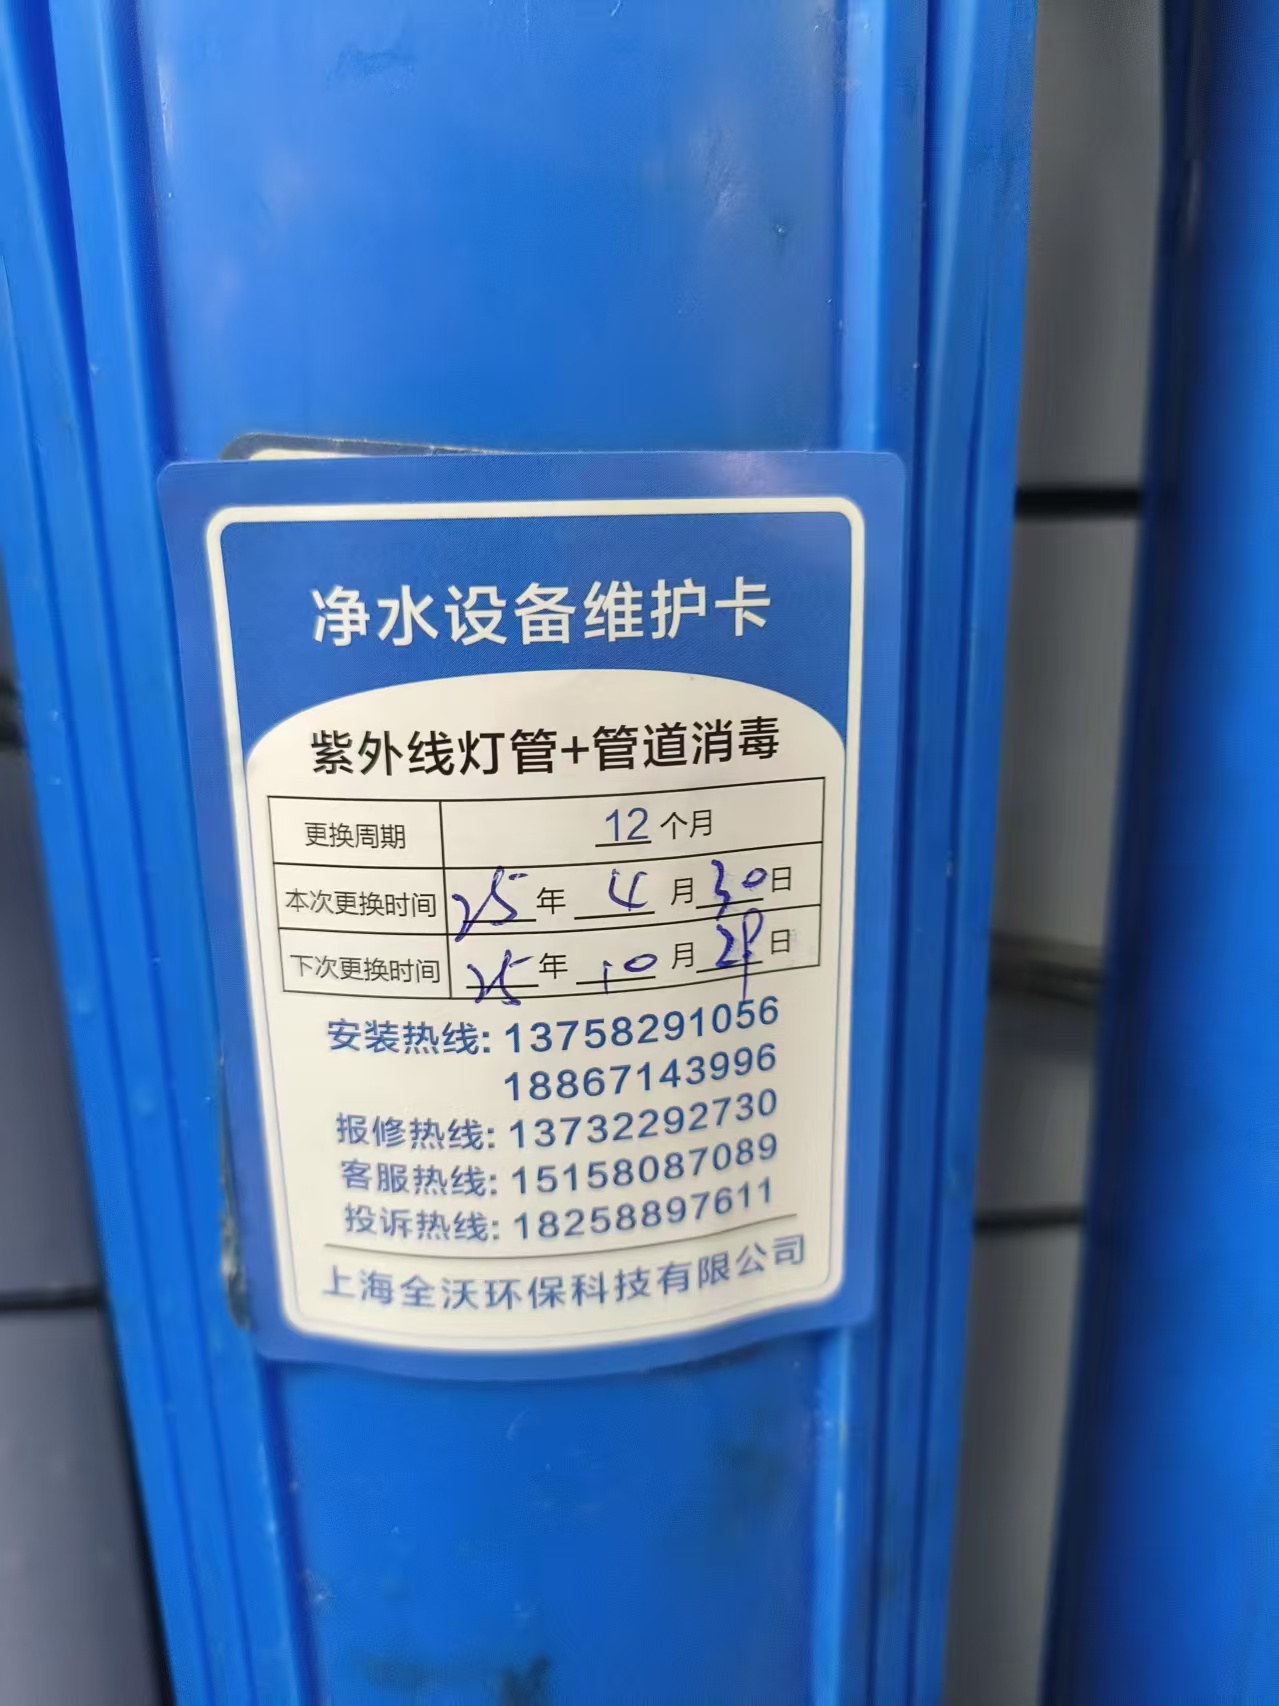 净水设备维护卡
紫外线灯管+管道消毒
更换周期 12 个月
本次更换时间 25 年 4 月 30 日
下次更换时间 25 年 10 月 29 日
安装热线: 13758291056
18867143996
报修热线: 13732292730
客服热线: 15158087089
投诉热线: 18258897611
上海全沃环保科技有限公司